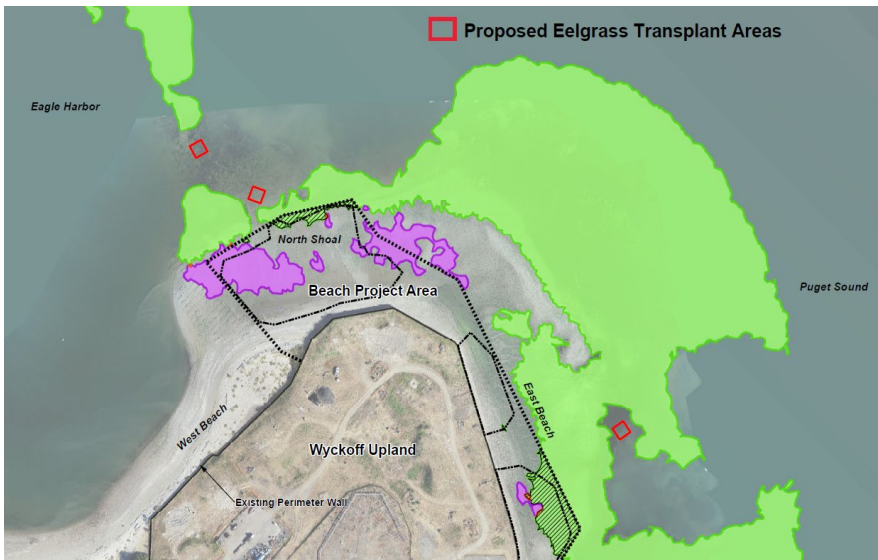 Proposed Eelgrass Transplant Areas
Eagle Harbor
North Shoal
Beach Project Area
Puget Sound
East Beach
West Beach
Wyckoff Upland
Existing Perimeter Wall